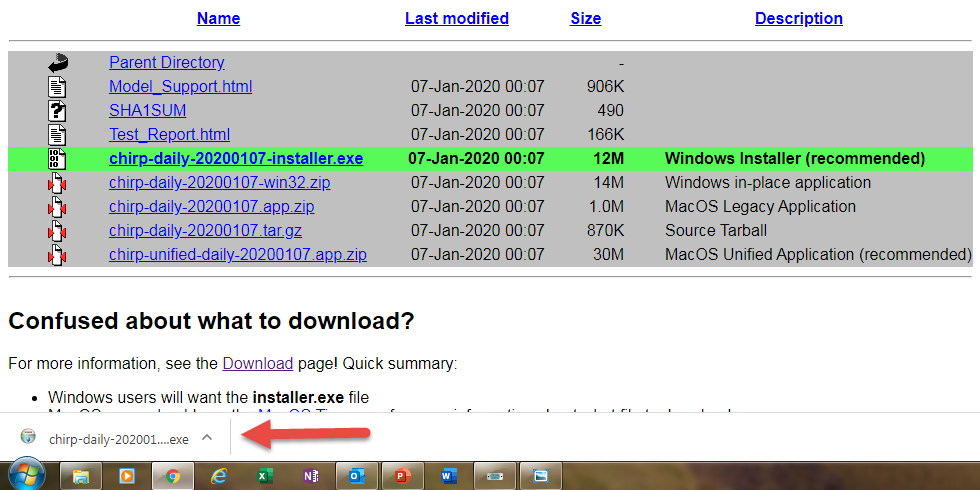 Name Last modified Size Description
Parent Directory -
Model_Support.html 07-Jan-2020 00:07 906K
SHA1SUM 07-Jan-2020 00:07 490
Test_Report.html 07-Jan-2020 00:07 166K
chirp-daily-20200107-installer.exe 07-Jan-2020 00:07 12M Windows Installer (recommended)
chirp-daily-20200107-win32.zip 07-Jan-2020 00:07 14M Windows in-place application
chirp-daily-20200107.app.zip 07-Jan-2020 00:07 1.0M MacOS Legacy Application
chirp-daily-20200107.tar.gz 07-Jan-2020 00:07 870K Source Tarball
chirp-unified-daily-20200107.app.zip 07-Jan-2020 00:07 30M MacOS Unified Application (recommended)
Confused about what to download?
For more information, see the Download page! Quick summary:
• Windows users will want the installer.exe file
chirp-daily-202001....exe